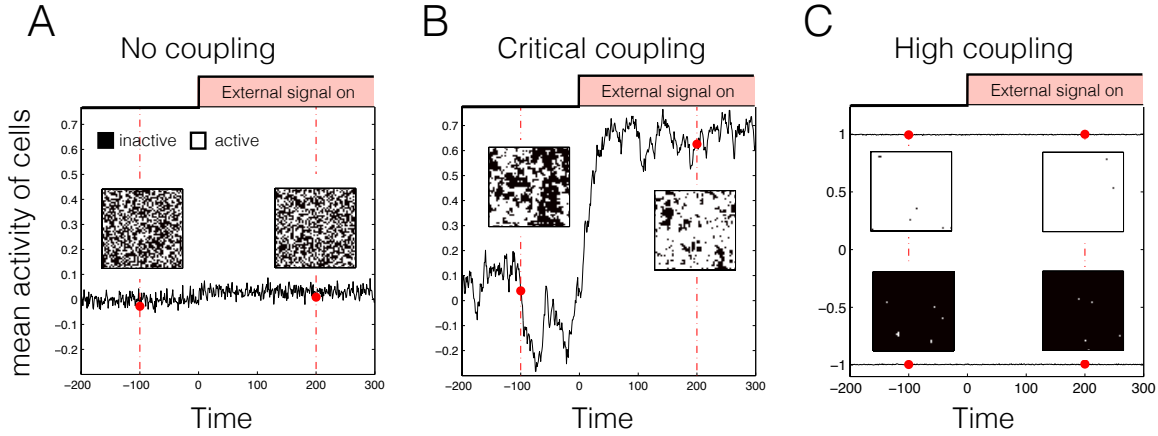 A
No coupling
External signal on
mean activity of cells
0.7
0.6
0.5
0.4
0.3
0.2
0.1
0
−0.1
−0.2
inactive active
−200 −100 0 100 200 300
Time
B
Critical coupling
External signal on
0.7
0.6
0.5
0.4
0.3
0.2
0.1
0
−0.1
−0.2
−200 −100 0 100 200 300
Time
C
High coupling
External signal on
1
0.5
0
−0.5
−1
−200 −100 0 100 200 300
Time